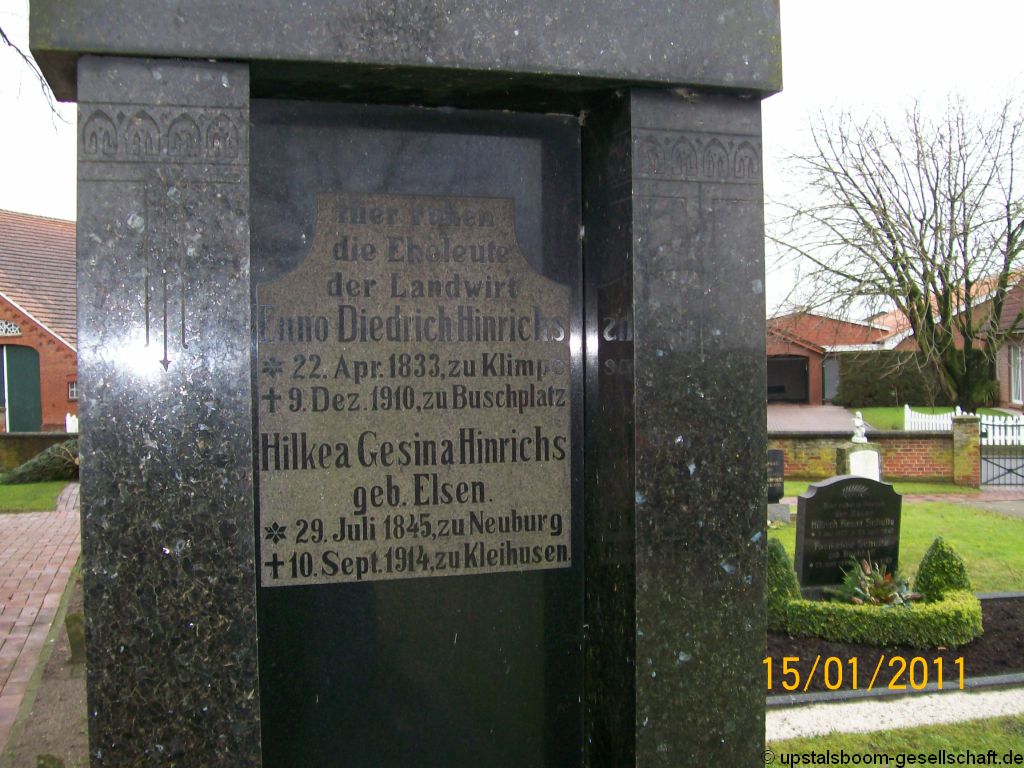 Hier ruhen
die Eheleute
der Landwirt
Enno Diedrich Hinrichs
* 22. Apr. 1833, zu Klimpe
✝ 9. Dez. 1910, zu Buschplatz
Hilkea Gesina Hinrichs
geb. Elsen.
* 29. Juli 1845, zu Neuburg
✝ 10. Sept. 1914, zu Kleihusen.
Schulte
15/01/2011
© upstalsboom-gesellschaft.de